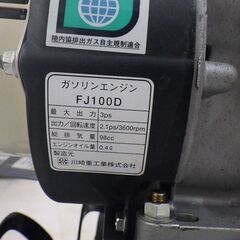 陸内協排出ガス自主規制適合
ガソリンエンジン
FJ100D
最大出力 3ps
出力/回転速度 2.1ps/3600rpm
総排気量 98cc
エンジンオイル量 0.4ℓ
製造元 川崎重工業株式会社